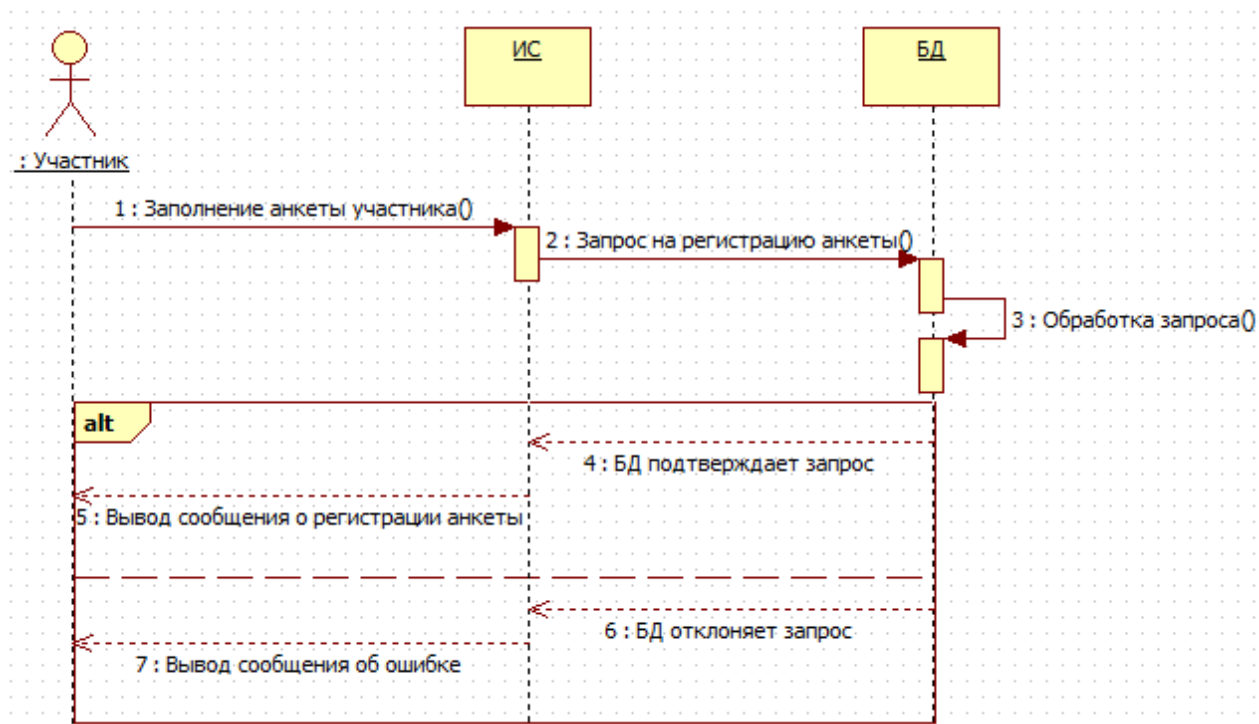 ИС
БД
: Участник
1 : Заполнение анкеты участника()
2 : Запрос на регистрацию анкеты()
3 : Обработка запроса()
alt
4 : БД подтверждает запрос
5 : Вывод сообщения о регистрации анкеты
6 : БД отклоняет запрос
7 : Вывод сообщения об ошибке